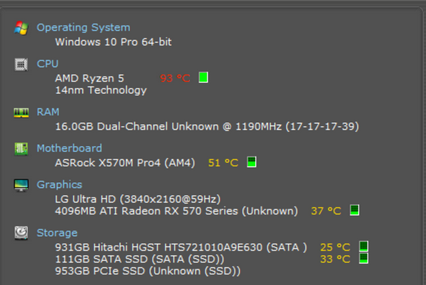 Operating System
Windows 10 Pro 64-bit
CPU
AMD Ryzen 5 93 °C
14nm Technology
RAM
16.0GB Dual-Channel Unknown @ 1190MHz (17-17-17-39)
Motherboard
ASRock X570M Pro4 (AM4) 51 °C
Graphics
LG Ultra HD (3840x2160@59Hz)
4096MB ATI Radeon RX 570 Series (Unknown) 37 °C
Storage
931GB Hitachi HGST HTS721010A9E630 (SATA ) 25 °C
111GB SATA SSD (SATA (SSD)) 33 °C
953GB PCIe SSD (Unknown (SSD))